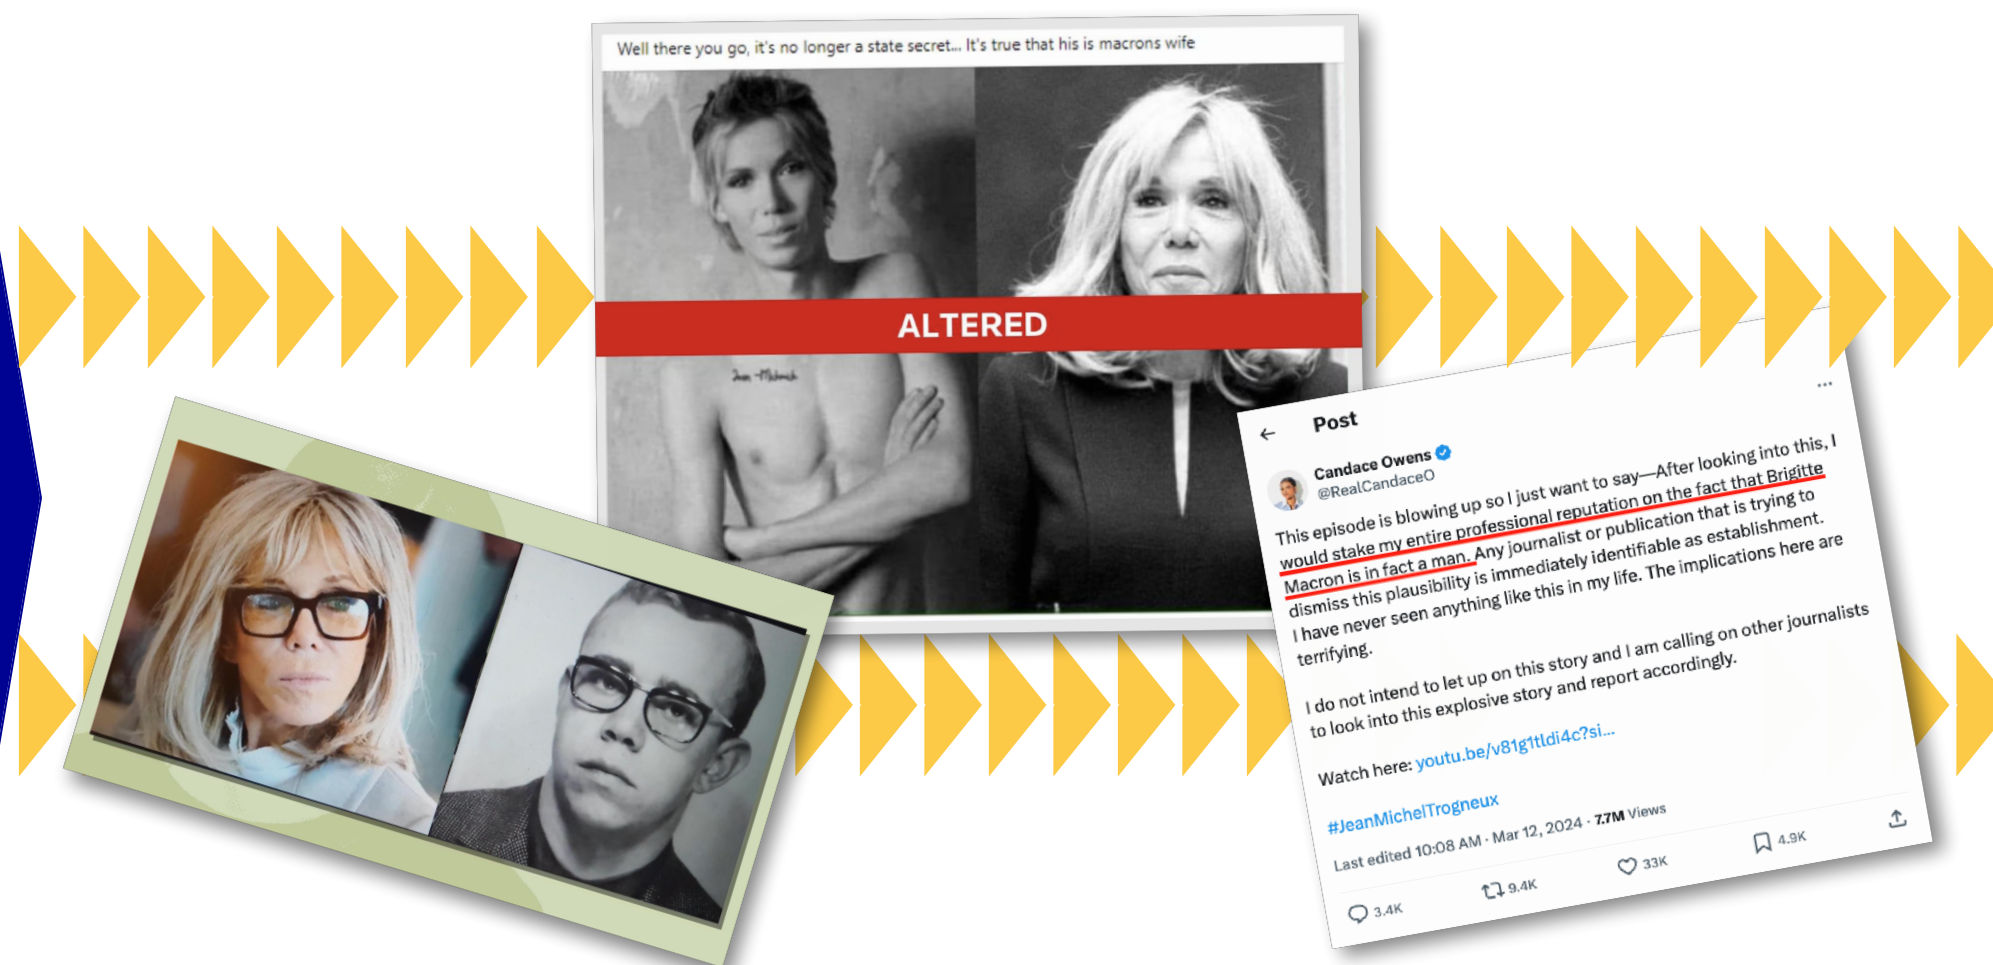 Well there you go, it's no longer a state secret... It's true that his is macrons wife
ALTERED
Post
Candace Owens
@RealCandaceO
This episode is blowing up so I just want to say—After looking into this, I
would stake my entire professional reputation on the fact that Brigitte
Macron is in fact a man. Any journalist or publication that is trying to
dismiss this plausibility is immediately identifiable as establishment.
I have never seen anything like this in my life. The implications here are
terrifying.
I do not intend to let up on this story and I am calling on other journalists
to look into this explosive story and report accordingly.
Watch here: youtu.be/v81g1tldi4c?si...
#JeanMichelTrogneux
Last edited 10:08 AM · Mar 12, 2024 · 7.7M Views
3.4K
9.4K
33K
4.9K